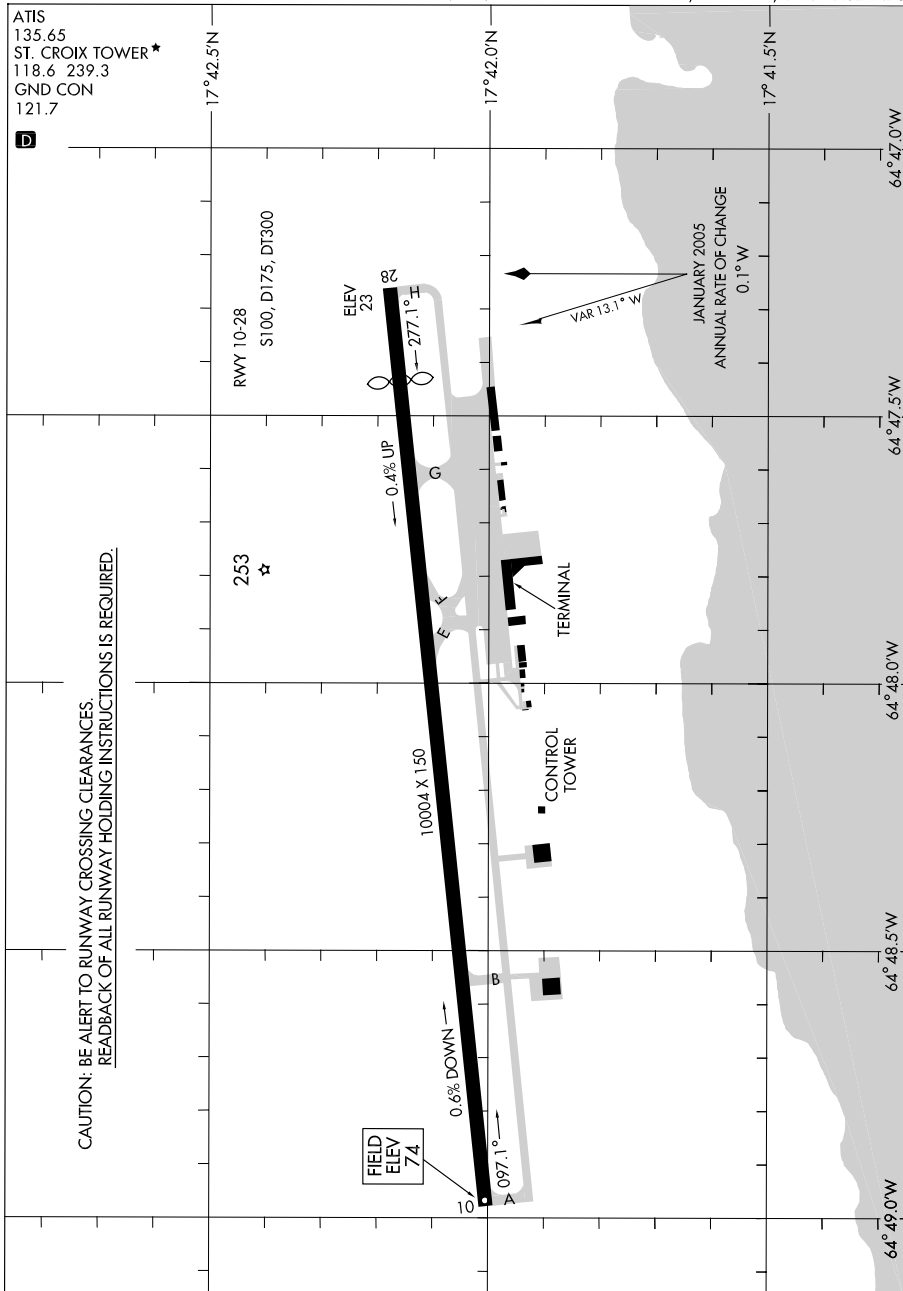 ATIS
135.65
ST. CROIX TOWER
118.6 239.3
GND CON
121.7
D
CAUTION: BE ALERT TO RUNWAY CROSSING CLEARANCES.
READBACK OF ALL RUNWAY HOLDING INSTRUCTIONS IS REQUIRED.
17°42.5'N
17°42.0'N
17°41.5'N
64°47.0'W
64°47.5'W
64°48.0'W
64°48.5'W
64°49.0'W
RWY 10-28
S100, D175, DT300
ELEV
23
28
H
277.1°
0.4% UP
G
253
F
E
TERMINAL
10004 X 150
CONTROL
TOWER
B
0.6% DOWN
097.1°
FIELD
ELEV
74
10
A
VAR 13.1° W
JANUARY 2005
ANNUAL RATE OF CHANGE
0.1° W